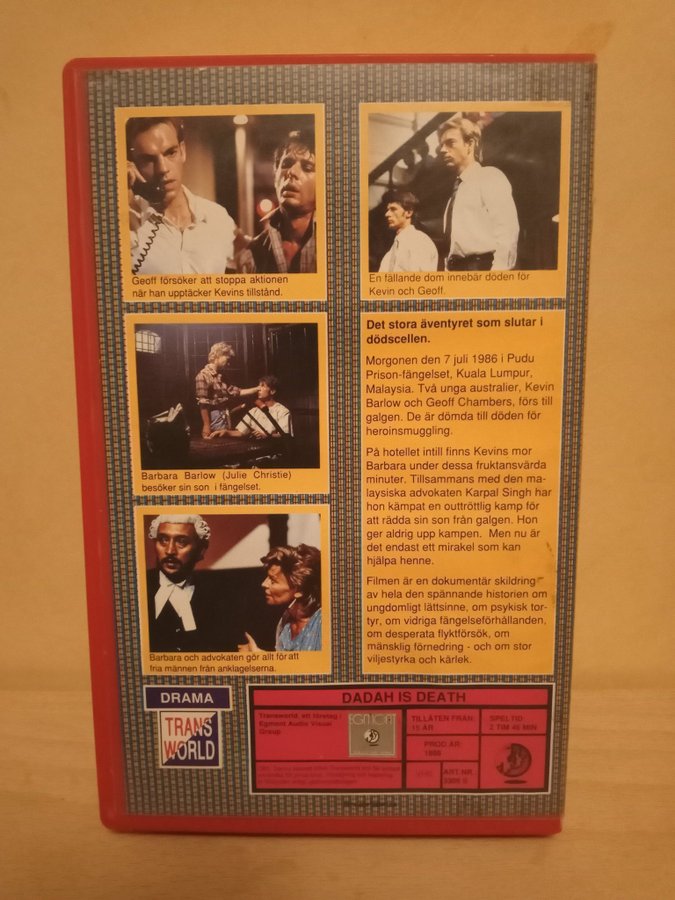 Geoff försöker att stoppa aktionen
när han upptäcker Kevins tillstånd.
En fällande dom innebär döden för
Kevin och Geoff.
Barbara Barlow (Julie Christie)
besöker sin son i fängelset.
Barbara och advokaten gör allt för att
fria männen från anklagelserna.
Det stora äventyret som slutar i
dödscellen.
Morgonen den 7 juli 1986 i Pudu
Prison-fängelset, Kuala Lumpur,
Malaysia. Två unga australier, Kevin
Barlow och Geoff Chambers, förs till
galgen. De är dömda till döden för
heroinsmuggling.
På hotellet intill finns Kevins mor
Barbara under dessa fruktansvärda
minuter. Tillsammans med den ma-
laysiska advokaten Karpal Singh har
hon kämpat en outtröttlig kamp för
att rädda sin son från galgen. Hon
ger aldrig upp kampen. Men nu är
det endast ett mirakel som kan
hjälpa henne.
Filmen är en dokumentär skildring
av hela den spännande historien om
ungdomligt lättsinne, om psykisk tor-
tyr, om vidriga fängelseförhållanden,
om desperata flyktförsök, om
mänsklig förnedring - och om stor
viljestyrka och kärlek.
DRAMA
TRANS
WORLD
DADAH IS DEATH
Transworld, ett företag i
Egmont Audio Visual
Group
EGMONT
TILLÅTEN FRÅN:
15 ÅR
SPELTID
2 TIM 45 MIN
PROD ÅR
ART.NR.